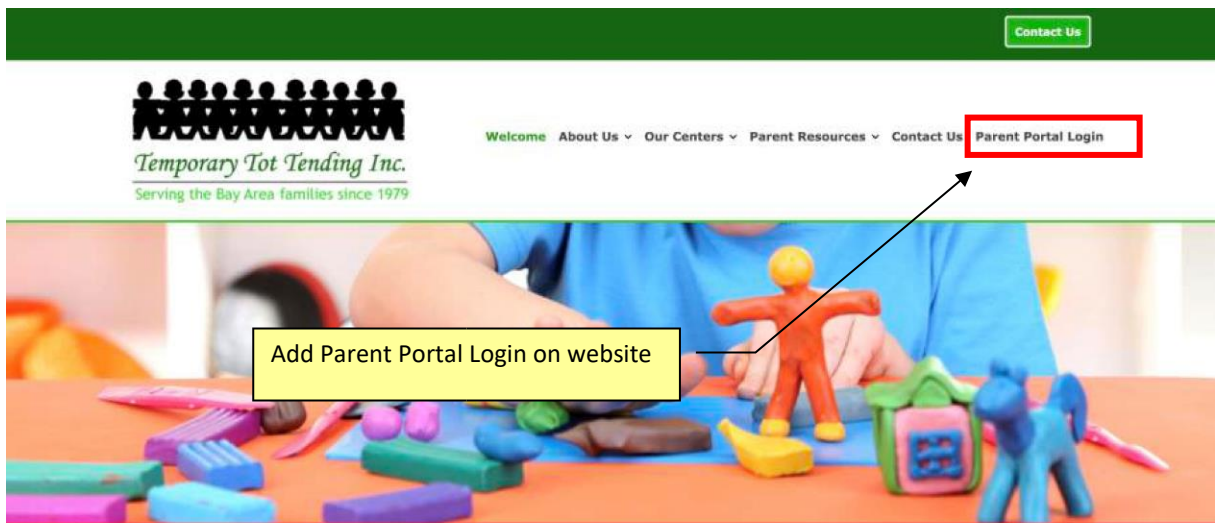 Contact Us
Temporary Tot Tending Inc.
Serving the Bay Area families since 1979
Welcome About Us Our Centers Parent Resources Contact Us Parent Portal Login
Add Parent Portal Login on website